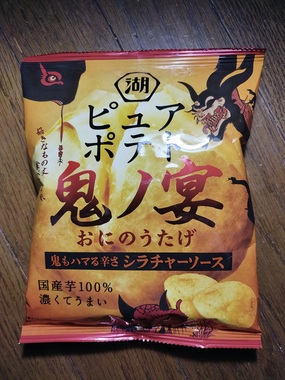 湖
ピュア
ポテト
鬼ノ宴
おにのうたげ
鬼もハマる辛さ シラチャーソース
国産芋100%
濃くてうまい